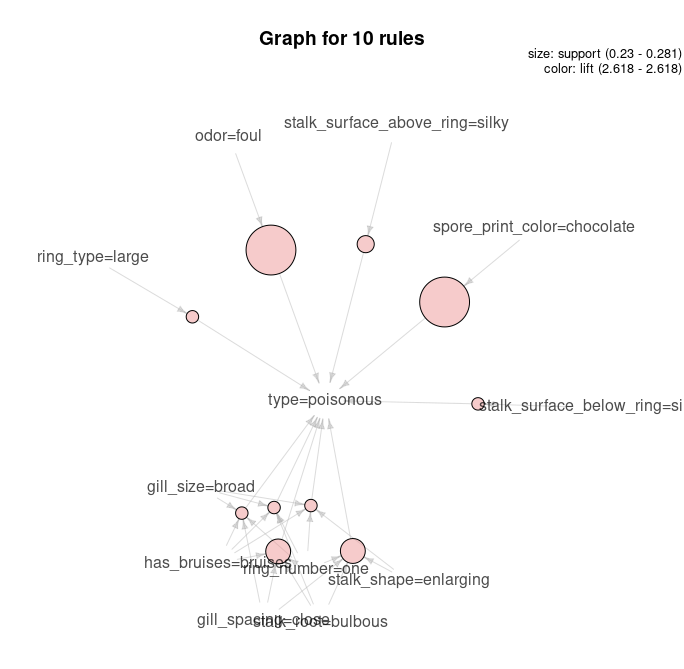 Graph for 10 rules
size: support (0.23 - 0.281)
color: lift (2.618 - 2.618)
stalk_surface_above_ring=silky
odor=foul
spore_print_color=chocolate
ring_type=large
type=poisonous
stalk_surface_below_ring=si
gill_size=broad
has_bruises=bruises
ring_number=one
stalk_shape=enlarging
gill_spacing=close
stalk_root=bulbous